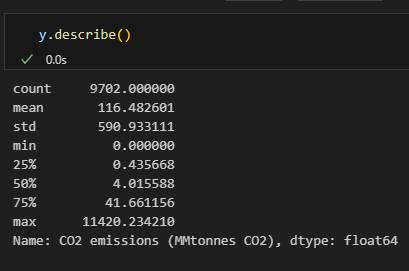 y.describe()
0.0s
count 9702.000000
mean 116.482601
std 590.933111
min 0.000000
25% 0.435668
50% 4.015588
75% 41.661156
max 11420.234210
Name: CO2 emissions (MMtonnes CO2), dtype: float64